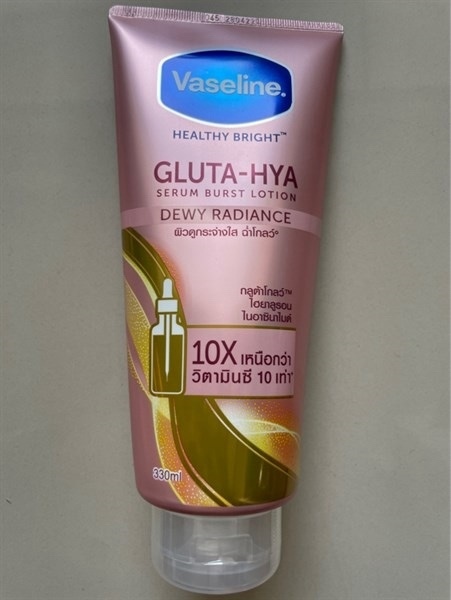 Vaseline.
HEALTHY BRIGHT™
GLUTA-HYA
SERUM BURST LOTION
DEWY RADIANCE
ผิวดูกระจ่างใส ฉ่ำโกลว์
กลูต้าโกลว์™
ไฮยาลูรอน
ไนอาซินาไมด์
10X เหนือกว่า
วิตามินซี 10 เท่า*
330ml